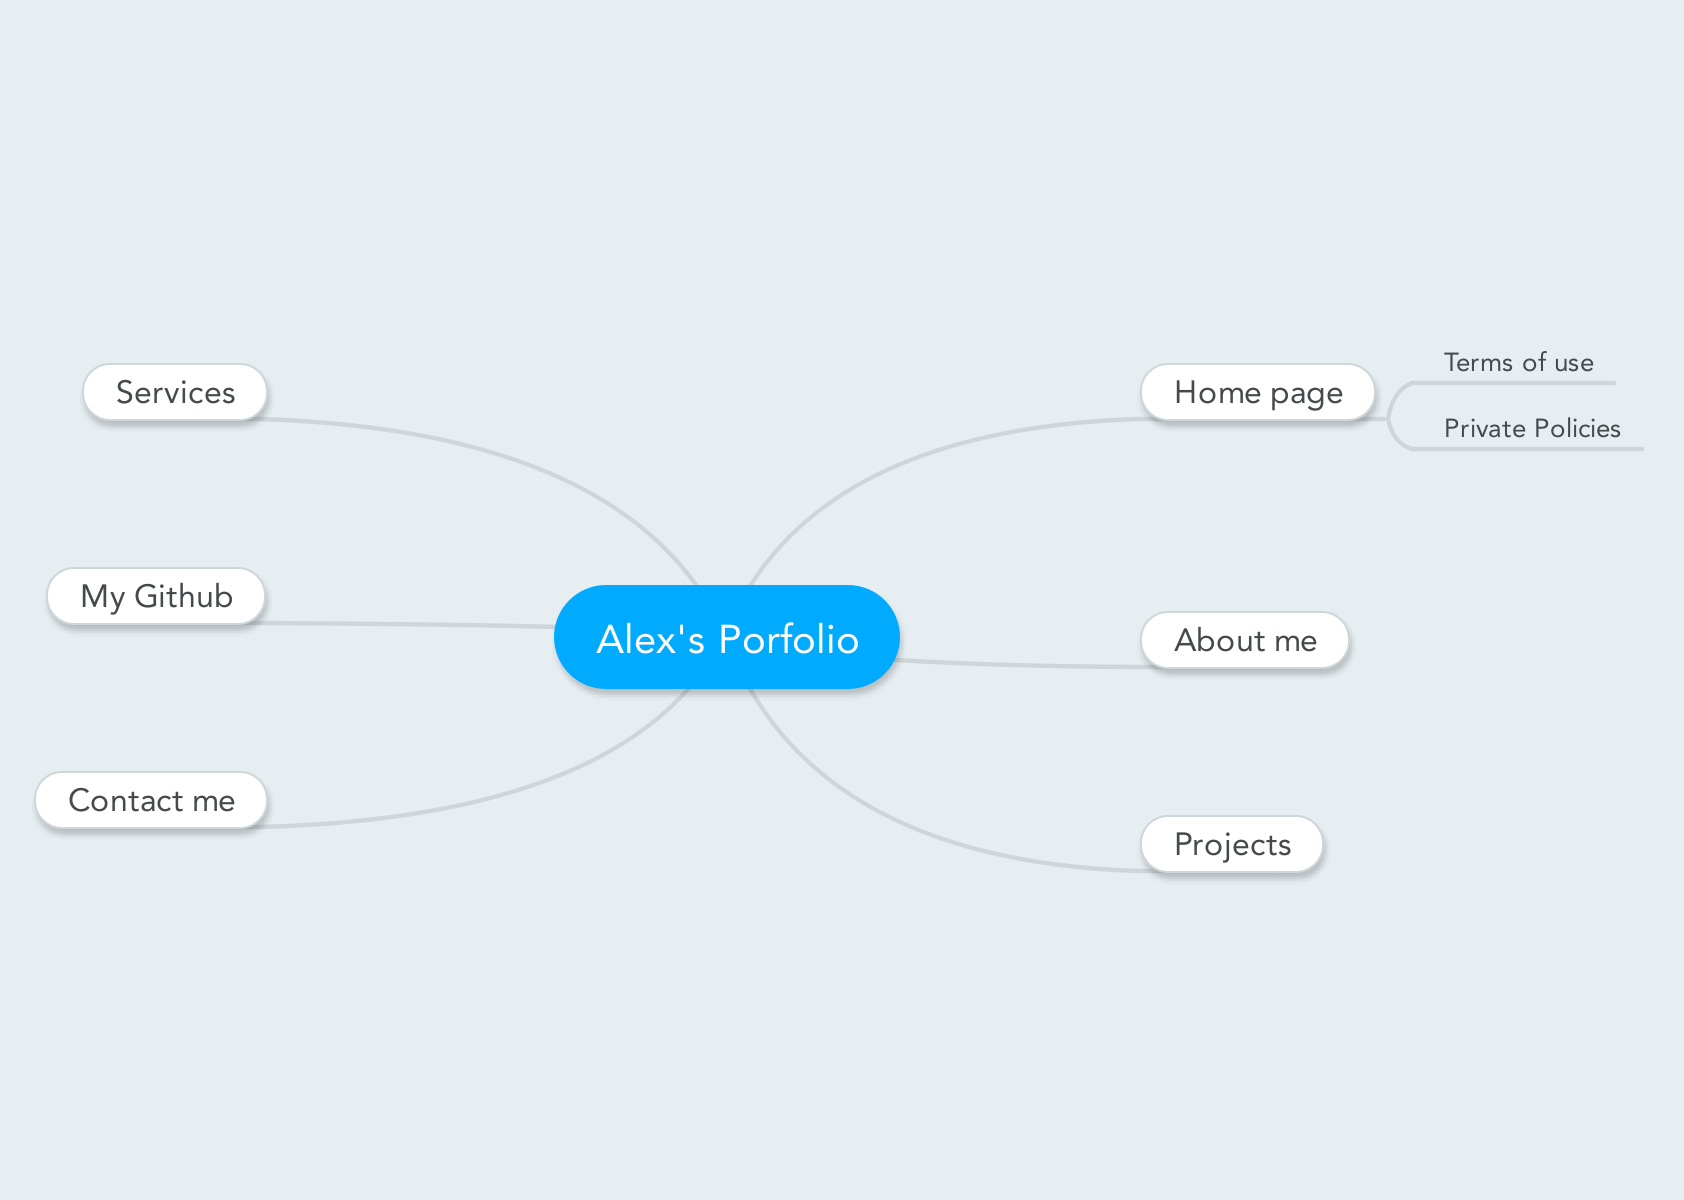 Services
My Github
Contact me
Alex's Porfolio
Home page
Terms of use
Private Policies
About me
Projects